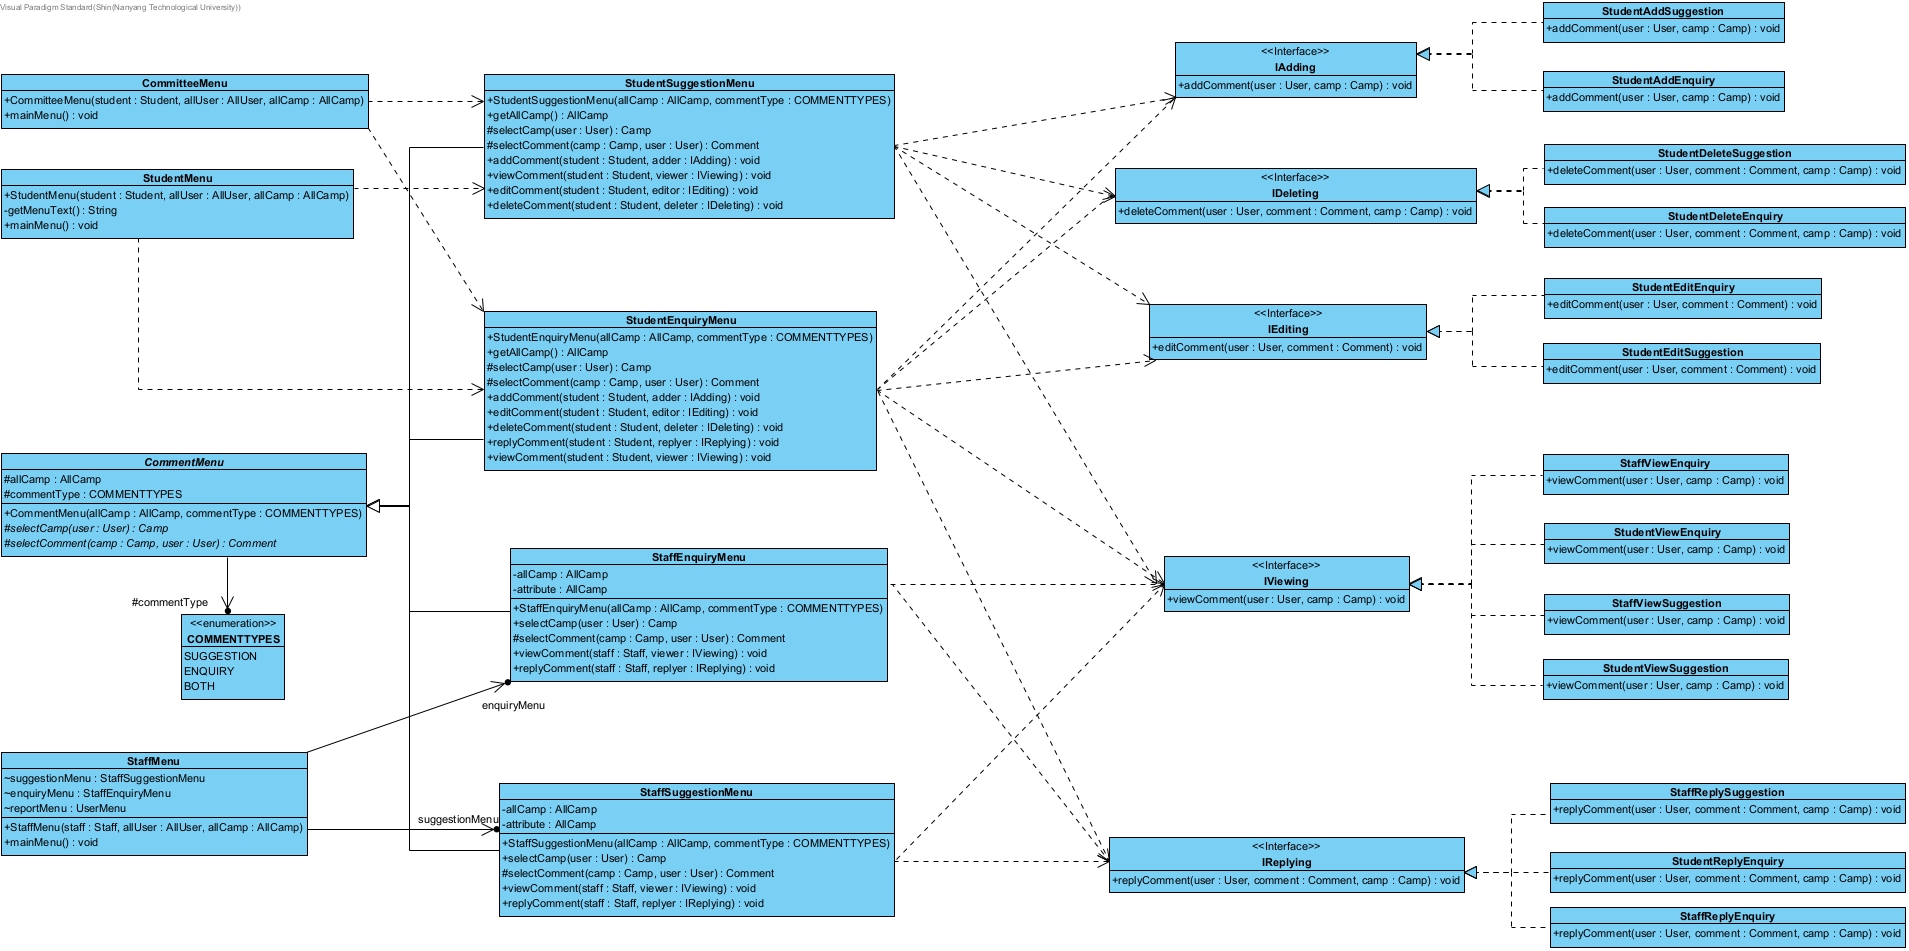 Visual Paradigm Standard(Shin(Nanyang Technological University))
CommitteeMenu
+CommitteeMenu(student : Student, allUser : AllUser, allCamp : AllCamp)
+mainMenu() : void
StudentMenu
+StudentMenu(student : Student, allUser : AllUser, allCamp : AllCamp)
-getMenuText() : String
+mainMenu() : void
CommentMenu
#allCamp : AllCamp
#commentType : COMMENTTYPES
+CommentMenu(allCamp : AllCamp, commentType : COMMENTTYPES)
#selectCamp(user : User) : Camp
#selectComment(camp : Camp, user : User) : Comment
#commentType
<<enumeration>>
COMMENTTYPES
SUGGESTION
ENQUIRY
BOTH
StaffMenu
~suggestionMenu : StaffSuggestionMenu
~enquiryMenu : StaffEnquiryMenu
~reportMenu : UserMenu
+StaffMenu(staff : Staff, allUser : AllUser, allCamp : AllCamp)
+mainMenu() : void
StudentSuggestionMenu
+StudentSuggestionMenu(allCamp : AllCamp, commentType : COMMENTTYPES)
+getAllCamp() : AllCamp
#selectCamp(user : User) : Camp
#selectComment(camp : Camp, user : User) : Comment
+addComment(student : Student, adder : IAdding) : void
+viewComment(student : Student, viewer : IViewing) : void
+editComment(student : Student, editor : IEditing) : void
+deleteComment(student : Student, deleter : IDeleting) : void
StudentEnquiryMenu
+StudentEnquiryMenu(allCamp : AllCamp, commentType : COMMENTTYPES)
+getAllCamp() : AllCamp
#selectCamp(user : User) : Camp
#selectComment(camp : Camp, user : User) : Comment
+addComment(student : Student, adder : IAdding) : void
+editComment(student : Student, editor : IEditing) : void
+deleteComment(student : Student, deleter : IDeleting) : void
+replyComment(student : Student, replyer : IReplying) : void
+viewComment(student : Student, viewer : IViewing) : void
StaffEnquiryMenu
-allCamp : AllCamp
-attribute : AllCamp
+StaffEnquiryMenu(allCamp : AllCamp, commentType : COMMENTTYPES)
+selectCamp(user : User) : Camp
#selectComment(camp : Camp, user : User) : Comment
+viewComment(staff : Staff, viewer : IViewing) : void
+replyComment(staff : Staff, replyer : IReplying) : void
enquiryMenu
suggestionMenu
StaffSuggestionMenu
-allCamp : AllCamp
-attribute : AllCamp
+StaffSuggestionMenu(allCamp : AllCamp, commentType : COMMENTTYPES)
+selectCamp(user : User) : Camp
#selectComment(camp : Camp, user : User) : Comment
+viewComment(staff : Staff, viewer : IViewing) : void
+replyComment(staff : Staff, replyer : IReplying) : void
<<Interface>>
IAdding
+addComment(user : User, camp : Camp) : void
<<Interface>>
IDeleting
+deleteComment(user : User, comment : Comment, camp : Camp) : void
<<Interface>>
IEditing
+editComment(user : User, comment : Comment) : void
<<Interface>>
IViewing
+viewComment(user : User, camp : Camp) : void
<<Interface>>
IReplying
+replyComment(user : User, comment : Comment, camp : Camp) : void
StudentAddSuggestion
+addComment(user : User, camp : Camp) : void
StudentAddEnquiry
+addComment(user : User, camp : Camp) : void
StudentDeleteSuggestion
+deleteComment(user : User, comment : Comment, camp : Camp) : void
StudentDeleteEnquiry
+deleteComment(user : User, comment : Comment, camp : Camp) : void
StudentEditEnquiry
+editComment(user : User, comment : Comment) : void
StudentEditSuggestion
+editComment(user : User, comment : Comment) : void
StaffViewEnquiry
+viewComment(user : User, camp : Camp) : void
StudentViewEnquiry
+viewComment(user : User, camp : Camp) : void
StaffViewSuggestion
+viewComment(user : User, camp : Camp) : void
StudentViewSuggestion
+viewComment(user : User, camp : Camp) : void
StaffReplySuggestion
+replyComment(user : User, comment : Comment, camp : Camp) : void
StudentReplyEnquiry
+replyComment(user : User, comment : Comment, camp : Camp) : void
StaffReplyEnquiry
+replyComment(user : User, comment : Comment, camp : Camp) : void